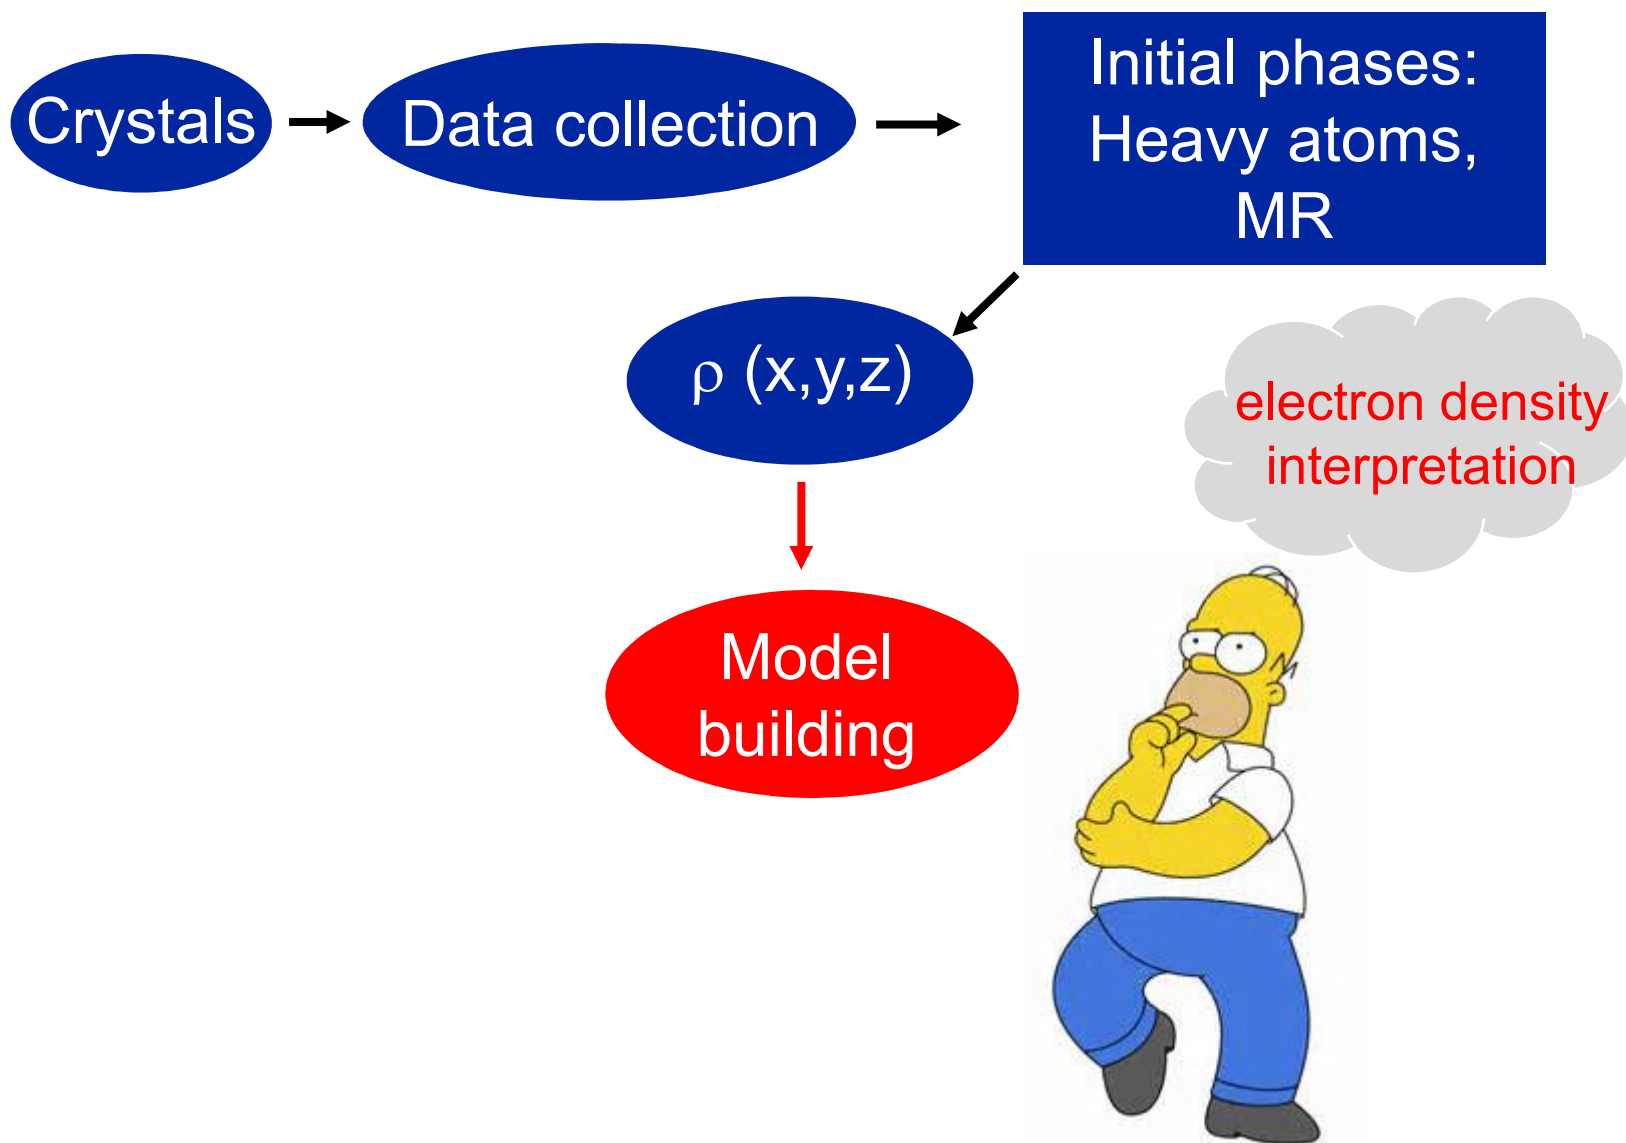 Crystals
Data collection
Initial phases:
Heavy atoms,
MR
ρ (x,y,z)
electron density
interpretation
Model
building